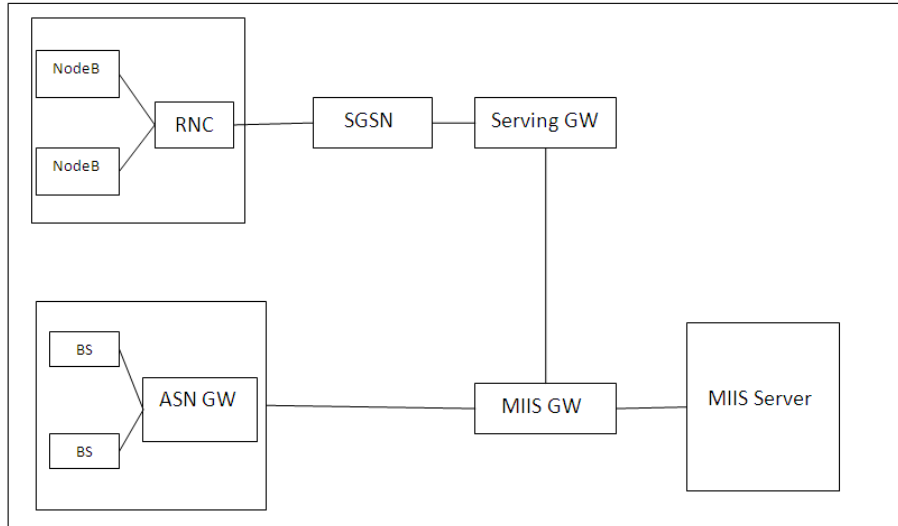 NodeB
RNC
SGSN
Serving GW
NodeB
BS
ASN GW
MIIS GW
MIIS Server
BS